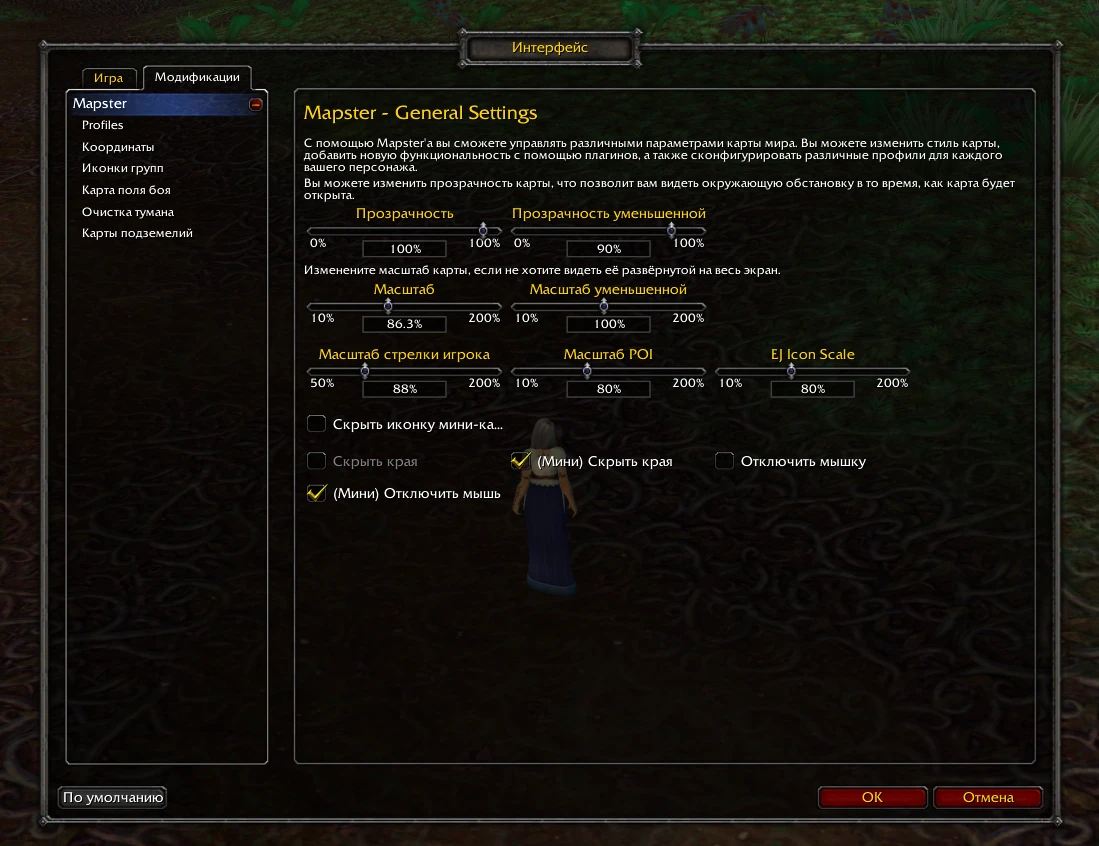 Интерфейс
Игра
Модификации
Mapster
Profiles
Координаты
Иконки групп
Карта поля боя
Очистка тумана
Карты подземелий
Mapster - General Settings
С помощью Mapster'а вы сможете управлять различными параметрами карты мира. Вы можете изменить стиль карты,
добавить новую функциональность с помощью плагинов, а также сконфигурировать различные профили для каждого
вашего персонажа.
Вы можете изменить прозрачность карты, что позволит вам видеть окружающую обстановку в то время, как карта будет
открыта.
Прозрачность Прозрачность уменьшенной
0% 100% 0% 100%
100% 90%
Изменените масштаб карты, если не хотите видеть её развёрнутой на весь экран.
Масштаб Масштаб уменьшенной
10% 200% 10% 200%
86.3% 100%
Масштаб стрелки игрока Масштаб POI EJ Icon Scale
50% 200% 10% 200% 10% 200%
88% 80% 80%
Скрыть иконку мини-ка...
Скрыть края (Мини) Скрыть края Отключить мышку
(Мини) Отключить мышь
По умолчанию ОК Отмена